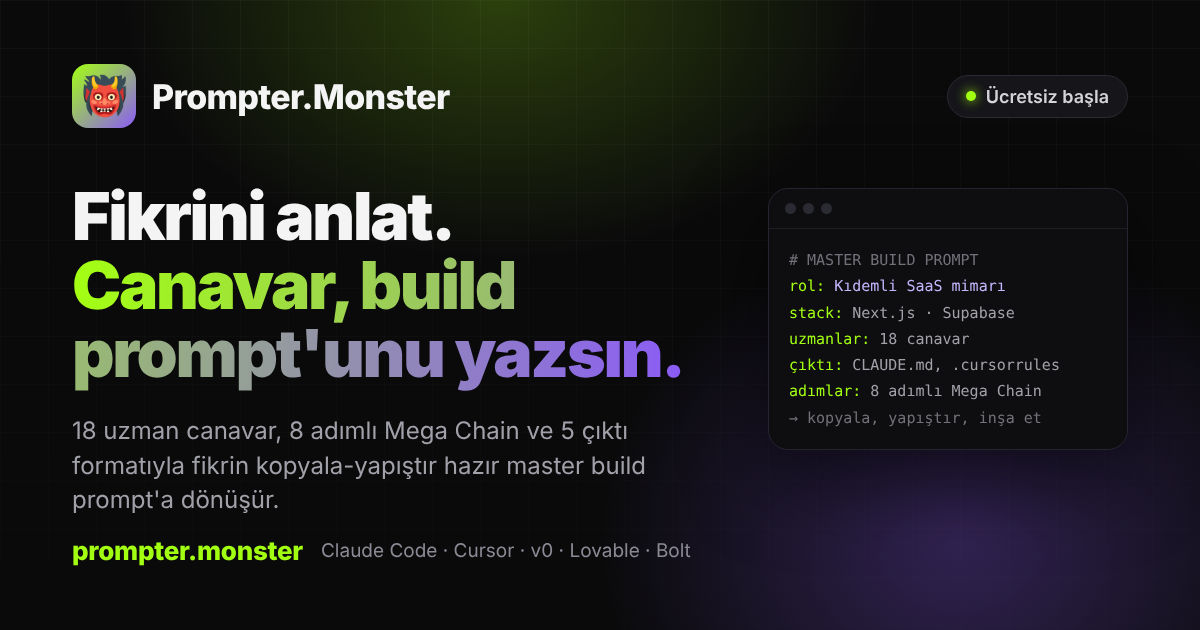 Prompter.Monster
Ücretsiz başla
Fikrini anlat.
Canavar, build
prompt'unu yazsın.
18 uzman canavar, 8 adımlı Mega Chain ve 5 çıktı
formatıyla fikrin kopyala-yapıştır hazır master build
prompt'a dönüşür.
prompter.monster
Claude Code · Cursor · v0 · Lovable · Bolt
# MASTER BUILD PROMPT
rol: Kıdemli SaaS mimarı
stack: Next.js · Supabase
uzmanlar: 18 canavar
çıktı: CLAUDE.md, .cursorrules
adımlar: 8 adımlı Mega Chain
→ kopyala, yapıştır, inşa et